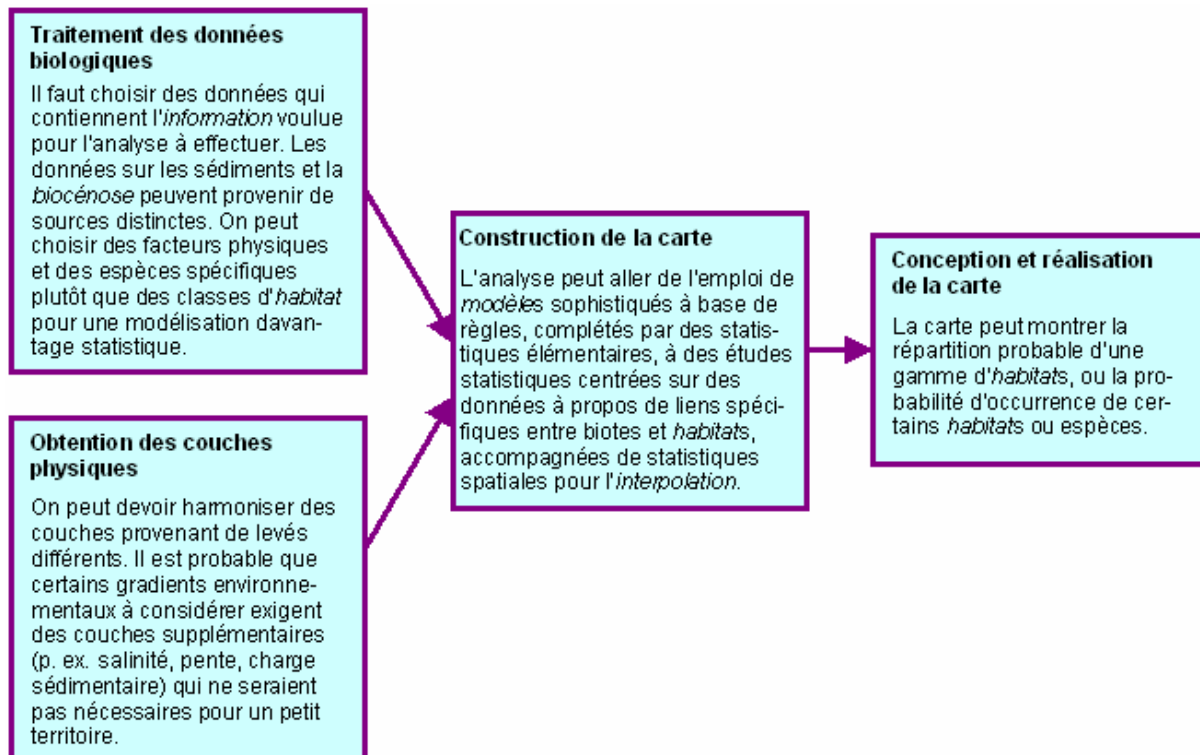 Traitement des données
biologiques
Il faut choisir des données qui
contiennent l'information voulue
pour l'analyse à effectuer. Les
données sur les sédiments et la
biocénose peuvent provenir de
sources distinctes. On peut
choisir des facteurs physiques
et des espèces spécifiques
plutôt que des classes d'habitat
pour une modélisation davan-
tage statistique.
Obtention des couches
physiques
On peut devoir harmoniser des
couches provenant de levés
différents. Il est probable que
certains gradients environne-
mentaux à considérer exigent
des couches supplémentaires
(p. ex. salinité, pente, charge
sédimentaire) qui ne seraient
pas nécessaires pour un petit
territoire.
Construction de la carte
L'analyse peut aller de l'emploi de
modèles sophistiqués à base de
règles, complétés par des statis-
tiques élémentaires, à des études
statistiques centrées sur des
données à propos de liens spéci-
fiques entre biotes et habitats,
accompagnées de statistiques
spatiales pour l'interpolation.
Conception et réalisation
de la carte
La carte peut montrer la
répartition probable d'une
gamme d'habitats, ou la pro-
babilité d'occurrence de cer-
tains habitats ou espèces.